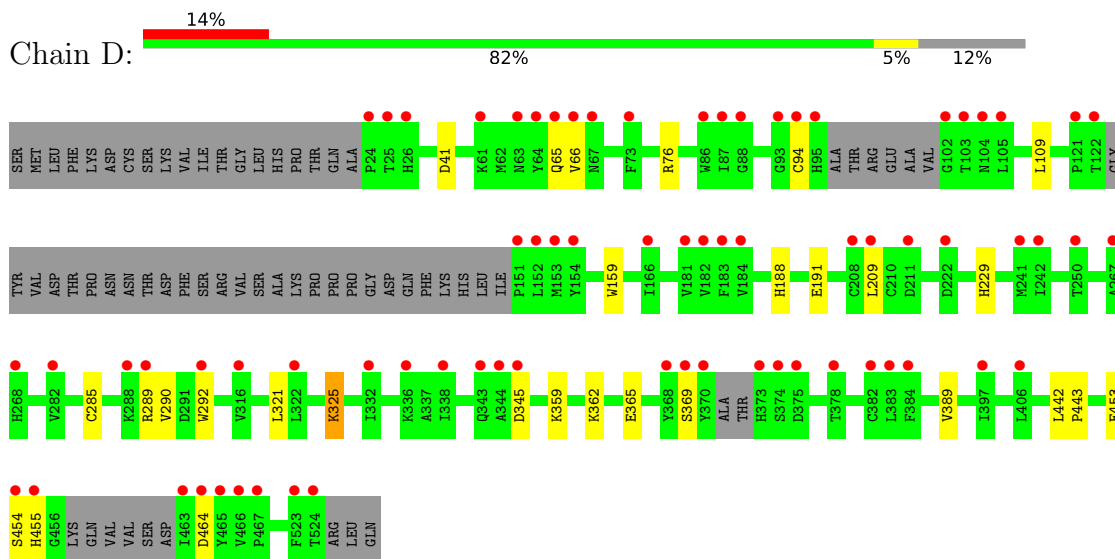 14%
Chain D:
82% 5% 12%
SER MET LEU PHE LYS ASP CYS SER LYS VAL ILE THR GLY LEU HIS PRO THR GLN ALA P24 T25 H26 D41 K61 M62 N63 Y64 Q65 V66 N67 F73 R76 W86 I87 G88 G93 C94 H95 ALA THR ARG GLU ALA VAL G102 T103 N104 L105 L109 P121 T122 GLY
TYR VAL ASP THR PRO ASN ASN THR ASP PHE SER ARG VAL SER ALA LYS PRO PRO PRO GLY ASP GLN PHE LYS HIS LEU ILE P151 L152 M153 Y154 W159 I166 V181 V182 F183 V184 H188 E191 C208 L209 C210 D211 D222 H229 M241 I242 T250 A267
H268 V282 C285 K288 R289 V290 D291 W292 V316 L321 L322 K325 I332 K336 A337 I338 Q343 A344 D345 K359 K362 E365 Y368 S369 Y370 ALA THR H373 S374 D375 T378 C382 L383 F384 V389 I397 L406 L442 P443
S454 H455 G456 LYS GLN VAL VAL SER ASP I463 D464 Y465 V466 P467 F523 T524 ARG LEU GLN